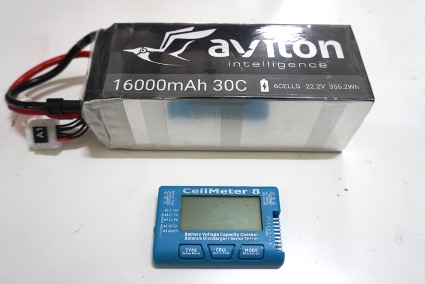 aviton
intelligence
16000mAh 30C
6CELLS 22.2V 355.2Wh
A1
CellMeter 8
Battery Voltage Capacity Checker
Balance Discharger / Servo Tester
TYPE
CELL
MODE